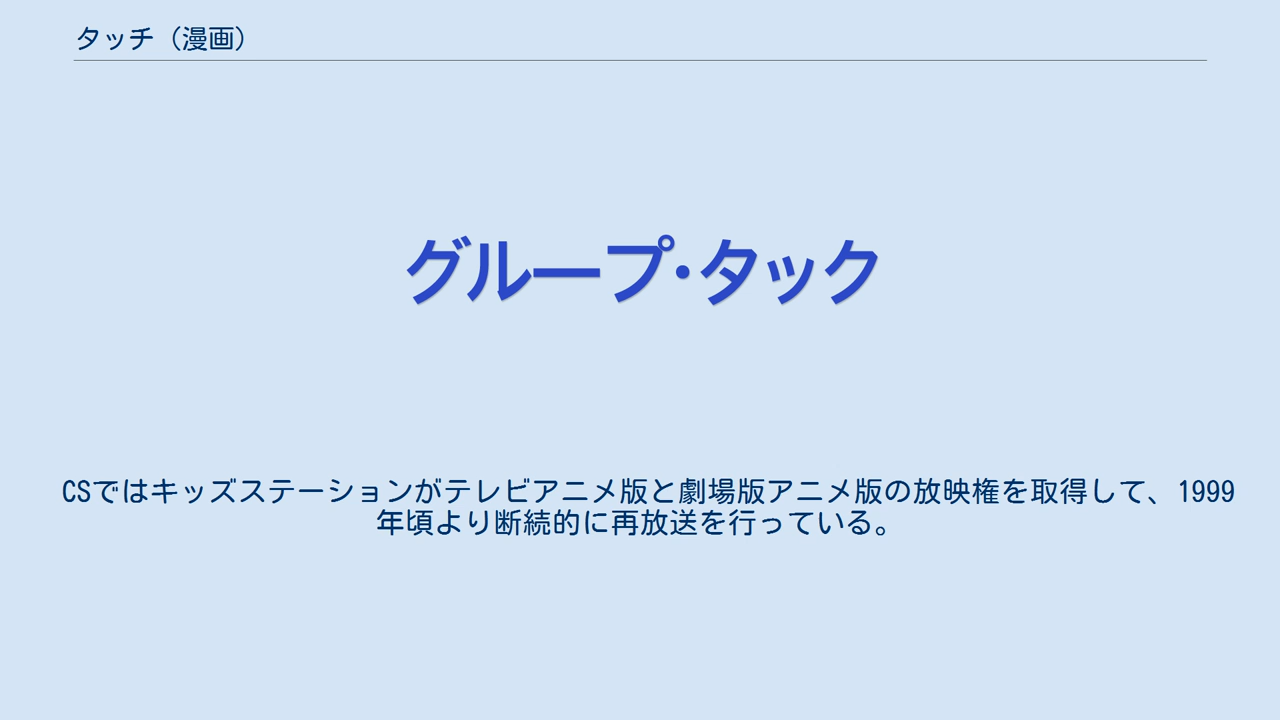 タッチ（漫画）
グループ・タック
CSではキッズステーションがテレビアニメ版と劇場版アニメ版の放映権を取得して、1999
年頃より断続的に再放送を行っている。